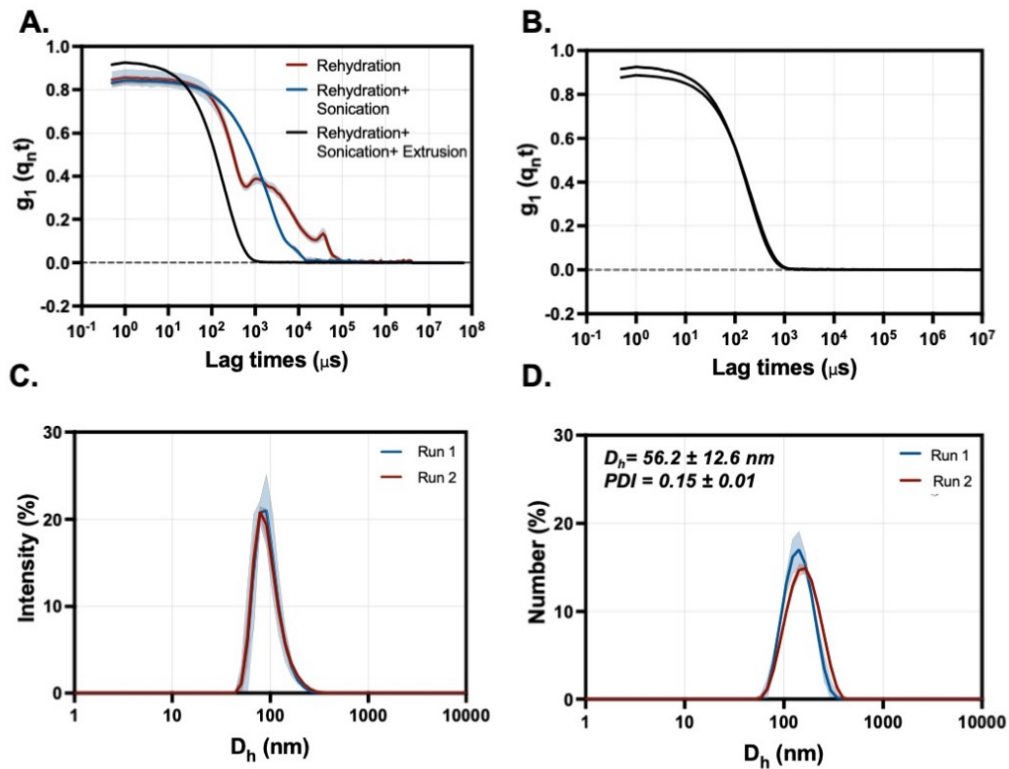 A.
1.0
0.8
0.6
0.4
0.2
0.0
-0.2
g₁ (qₙt)
Rehydration
Rehydration+
Sonication
Rehydration+
Sonication+ Extrusion
10⁻¹ 10⁰ 10¹ 10² 10³ 10⁴ 10⁵ 10⁶ 10⁷ 10⁸
Lag times (μs)
B.
1.0
0.8
0.6
0.4
0.2
0.0
-0.2
g₁ (qₙt)
10⁻¹ 10⁰ 10¹ 10² 10³ 10⁴ 10⁵ 10⁶ 10⁷
Lag times (μs)
C.
30
20
10
0
Intensity (%)
Run 1
Run 2
1 10 100 1000 10000
Dₕ (nm)
D.
30
20
10
0
Number (%)
Dₕ= 56.2 ± 12.6 nm
PDI = 0.15 ± 0.01
Run 1
Run 2
1 10 100 1000 10000
Dₕ (nm)